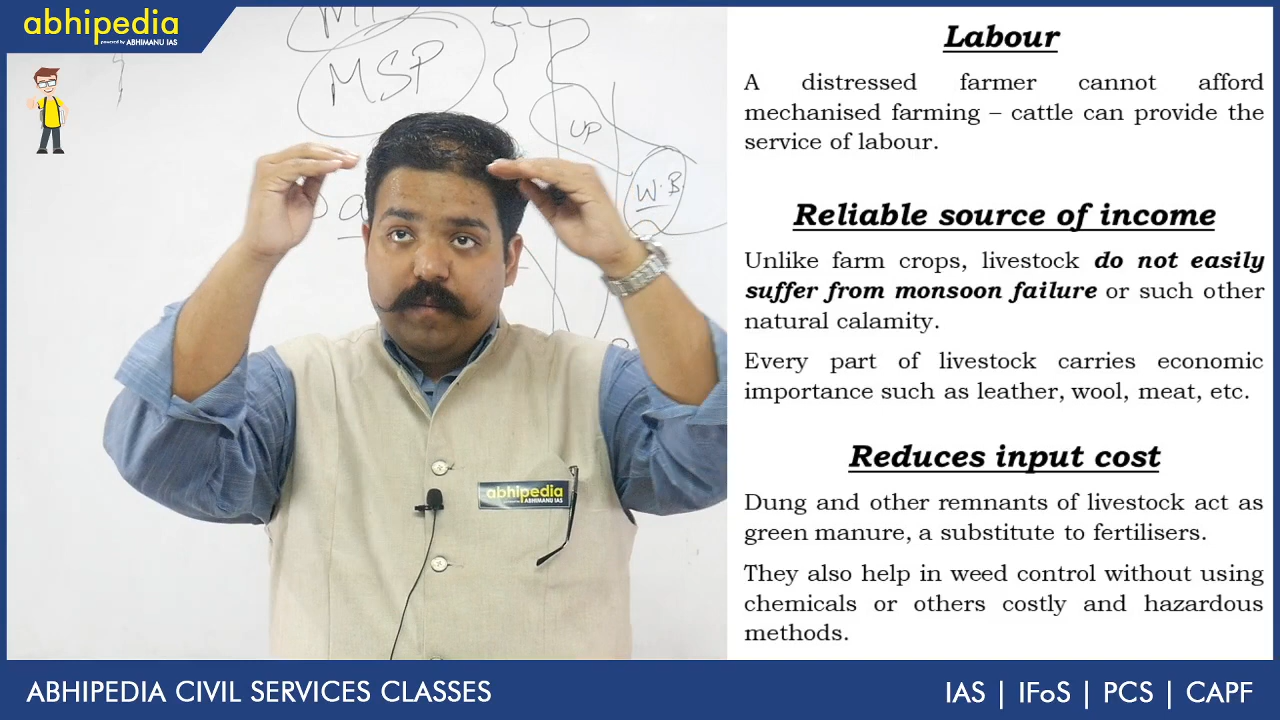 abhipedia
powered by ABHIMANU IAS
MSP
UP
W.B
abhipedia
powered by ABHIMANU IAS
Labour
A distressed farmer cannot afford
mechanised farming – cattle can provide the
service of labour.
Reliable source of income
Unlike farm crops, livestock do not easily
suffer from monsoon failure or such other
natural calamity.
Every part of livestock carries economic
importance such as leather, wool, meat, etc.
Reduces input cost
Dung and other remnants of livestock act as
green manure, a substitute to fertilisers.
They also help in weed control without using
chemicals or others costly and hazardous
methods.
ABHIPEDIA CIVIL SERVICES CLASSES
IAS | IFoS | PCS | CAPF